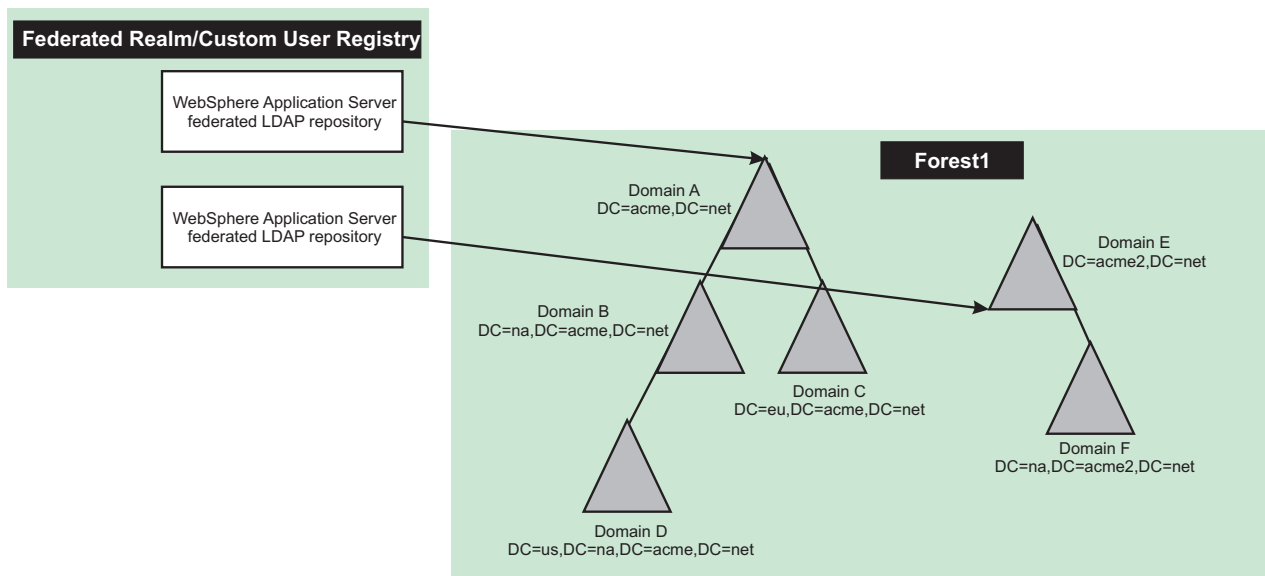 Federated Realm/Custom User Registry
WebSphere Application Server
federated LDAP repository
WebSphere Application Server
federated LDAP repository
Forest1
Domain A
DC=acme,DC=net
Domain E
DC=acme2,DC=net
Domain B
DC=na,DC=acme,DC=net
Domain C
DC=eu,DC=acme,DC=net
Domain F
DC=na,DC=acme2,DC=net
Domain D
DC=us,DC=na,DC=acme,DC=net